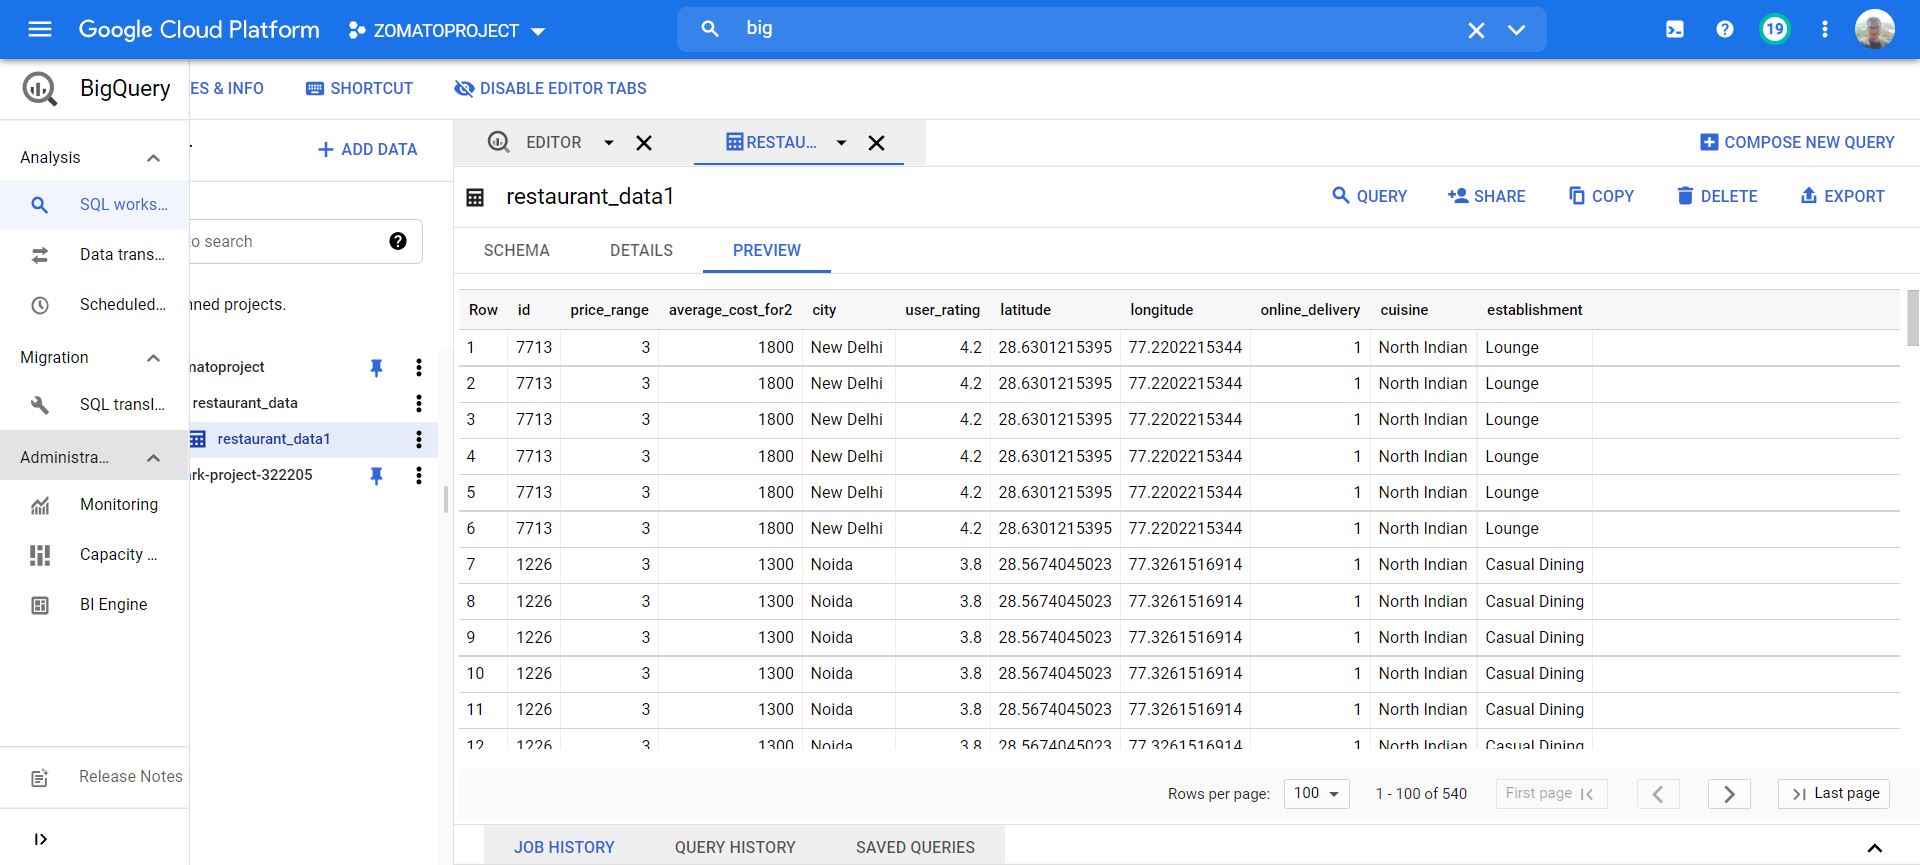 Google Cloud Platform ZOMATOPROJECT big 19
BigQuery ES & INFO SHORTCUT DISABLE EDITOR TABS
Analysis
SQL works...
Data trans...
Scheduled...
Migration
SQL transl...
Administra...
Monitoring
Capacity ...
BI Engine
Release Notes
+ ADD DATA
to search
nned projects.
matoproject
restaurant_data
restaurant_data1
ark-project-322205
EDITOR RESTAU... COMPOSE NEW QUERY
restaurant_data1 QUERY SHARE COPY DELETE EXPORT
SCHEMA DETAILS PREVIEW
Row id price_range average_cost_for2 city user_rating latitude longitude online_delivery cuisine establishment
1 7713 3 1800 New Delhi 4.2 28.6301215395 77.2202215344 1 North Indian Lounge
2 7713 3 1800 New Delhi 4.2 28.6301215395 77.2202215344 1 North Indian Lounge
3 7713 3 1800 New Delhi 4.2 28.6301215395 77.2202215344 1 North Indian Lounge
4 7713 3 1800 New Delhi 4.2 28.6301215395 77.2202215344 1 North Indian Lounge
5 7713 3 1800 New Delhi 4.2 28.6301215395 77.2202215344 1 North Indian Lounge
6 7713 3 1800 New Delhi 4.2 28.6301215395 77.2202215344 1 North Indian Lounge
7 1226 3 1300 Noida 3.8 28.5674045023 77.3261516914 1 North Indian Casual Dining
8 1226 3 1300 Noida 3.8 28.5674045023 77.3261516914 1 North Indian Casual Dining
9 1226 3 1300 Noida 3.8 28.5674045023 77.3261516914 1 North Indian Casual Dining
10 1226 3 1300 Noida 3.8 28.5674045023 77.3261516914 1 North Indian Casual Dining
11 1226 3 1300 Noida 3.8 28.5674045023 77.3261516914 1 North Indian Casual Dining
12 1226 3 1300 Noida 3.8 28.5674045023 77.3261516914 1 North Indian Casual Dining
Rows per page: 100 1 - 100 of 540 First page Last page
JOB HISTORY QUERY HISTORY SAVED QUERIES